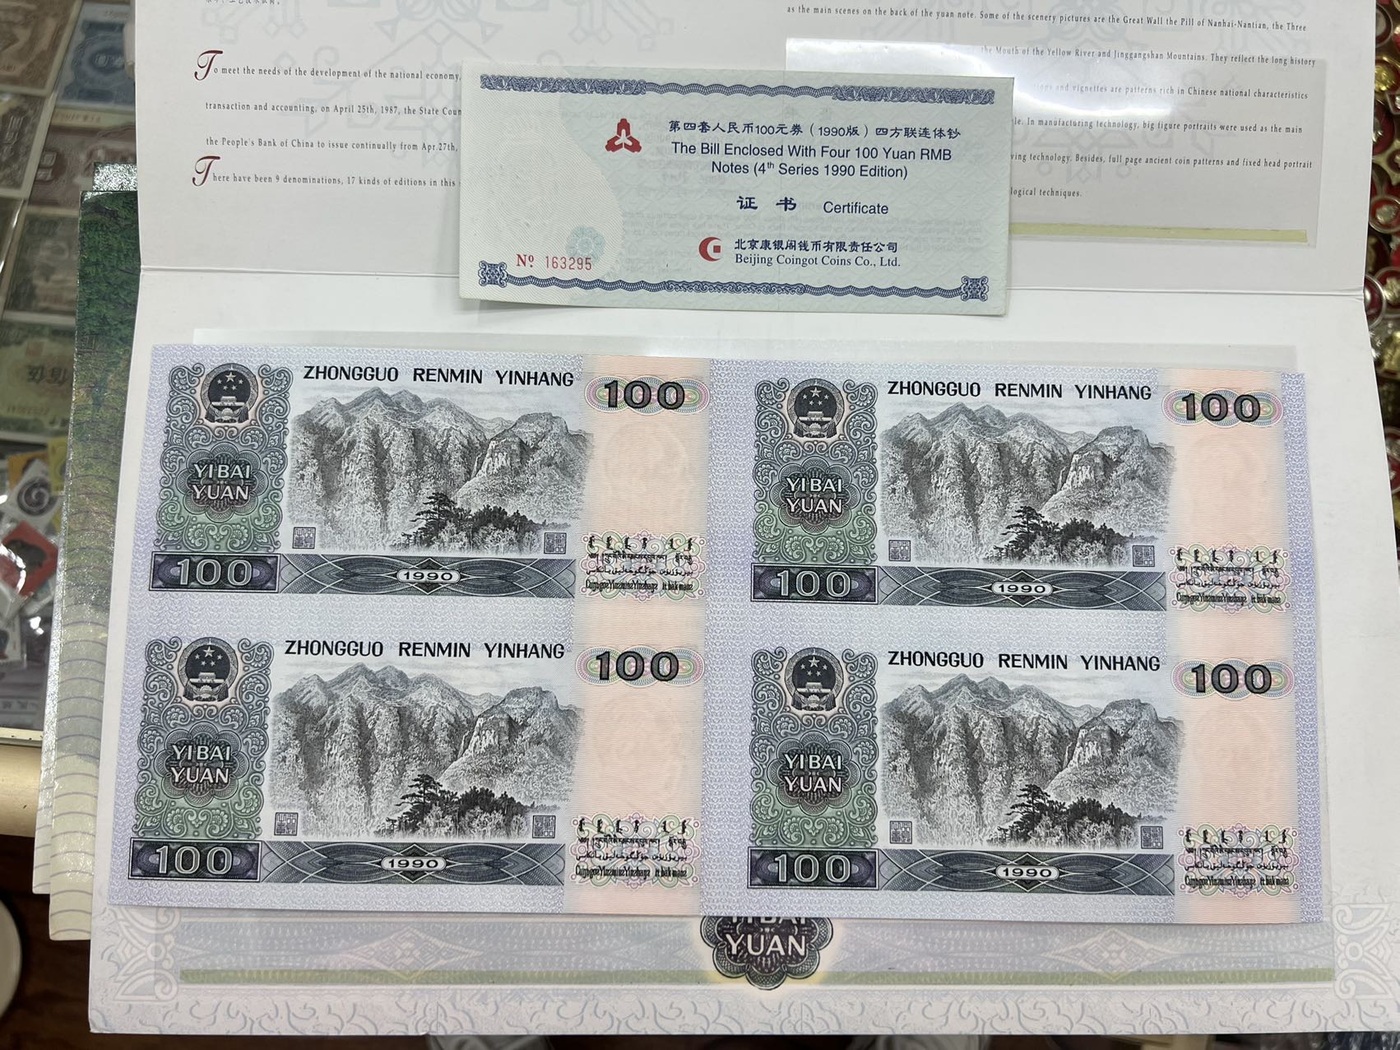 as the main scenes on the back of the yuan note. Some of the scenery pictures are the Great Wall the Pill of Nanhai-Nantian, the Three
the Mouth of the Yellow River and Jinggangshan Mountains. They reflect the long history
and vignettes are patterns rich in Chinese national characteristics
In manufacturing technology, big figure portraits were used as the main
technology. Besides, full page ancient coin patterns and fixed head portrait
techniques.
To meet the needs of the development of the national economy,
transaction and accounting, on April 25th, 1987, the State
the People's Bank of China to issue continually from Apr.27th,
There have been 9 denominations, 17 kinds of editions in this
第四套人民币100元券（1990版）四方联连体钞
The Bill Enclosed With Four 100 Yuan RMB
Notes (4th Series 1990 Edition)
证书 Certificate
北京康银阁钱币有限责任公司
Beijing Coingot Coins Co., Ltd.
№ 163295
ZHONGGUO RENMIN YINHANG
100
YI BAI
YUAN
100
1990
ZHONGGUO RENMIN YINHANG
100
YI BAI
YUAN
100
1990
ZHONGGUO RENMIN YINHANG
100
YI BAI
YUAN
100
1990
ZHONGGUO RENMIN YINHANG
100
YI BAI
YUAN
100
1990
YI BAI
YUAN